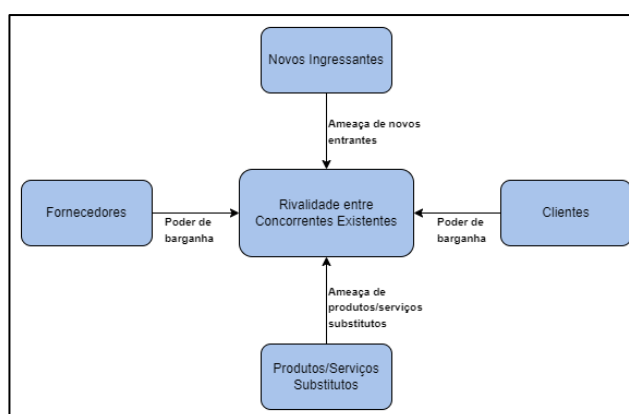 Novos Ingressantes
Ameaça de novos
entrantes
Fornecedores
Poder de
barganha
Rivalidade entre
Concorrentes Existentes
Poder de
barganha
Clientes
Ameaça de
produtos/serviços
substitutos
Produtos/Serviços
Substitutos